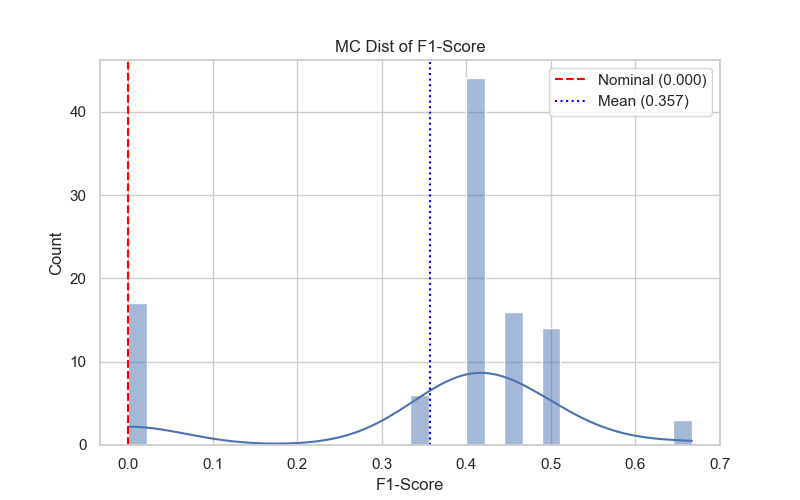 MC Dist of F1-Score
Nominal (0.000)
Mean (0.357)
Count
40
30
20
10
0
0.0 0.1 0.2 0.3 0.4 0.5 0.6 0.7
F1-Score